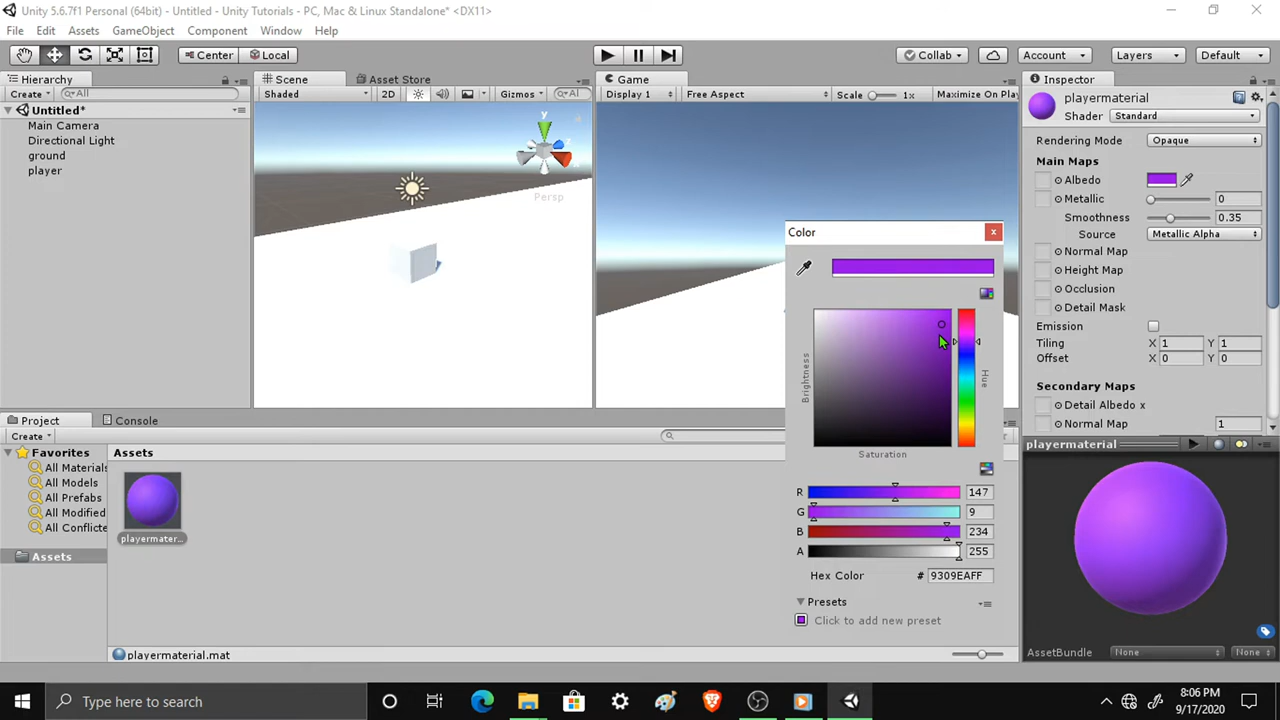 Unity 5.6.7f1 Personal (64bit) - Untitled - Unity Tutorials - PC, Mac & Linux Standalone* <DX11>
File Edit Assets GameObject Component Window Help
Center Local Collab Account Layers Default
Hierarchy
Create All
Untitled*
Main Camera
Directional Light
ground
player
Scene Asset Store
Shaded 2D Gizmos All
y
Persp
Game
Display 1 Free Aspect Scale 1x Maximize On Play
Inspector
playermaterial
Shader Standard
Rendering Mode Opaque
Main Maps
Albedo
Metallic 0
Smoothness 0.35
Source Metallic Alpha
Normal Map
Height Map
Occlusion
Detail Mask
Emission
Tiling X 1 Y 1
Offset X 0 Y 0
Secondary Maps
Detail Albedo x
Normal Map 1
Color
x
Brightness
Hue
Saturation
R 147
G 9
B 234
A 255
Hex Color # 9309EAFF
Presets
Click to add new preset
Project Console
Create
Favorites
All Materials
All Models
All Prefabs
All Modified
All Conflicte
Assets
Assets
playermater...
playermaterial.mat
playermaterial
AssetBundle None None
Type here to search
8:06 PM
9/17/2020